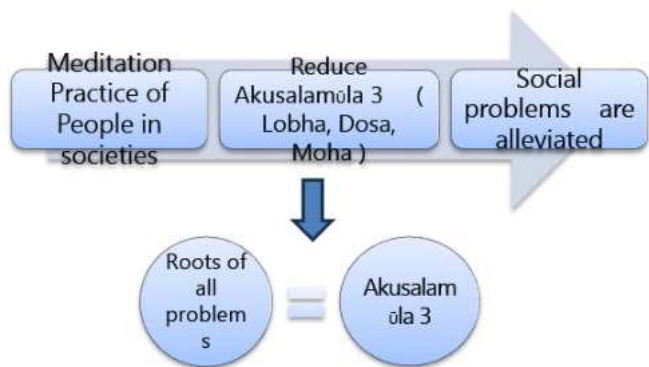 Meditation
Practice of
People in
societies
Reduce
Akusalamūla 3 (
Lobha, Dosa,
Moha )
Social
problems are
alleviated
Roots of
all
problem
s
=
Akusalam
ūla 3